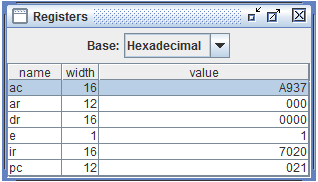 Registers
Base: Hexadecimal
name width value
ac 16 A937
ar 12 000
dr 16 0000
e 1 1
ir 16 7020
pc 12 021